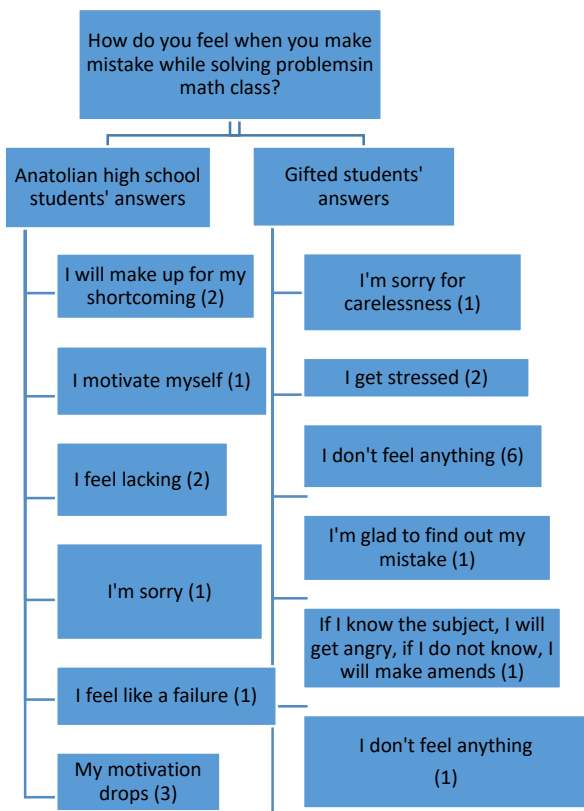 How do you feel when you make
mistake while solving problemsin
math class?
Anatolian high school
students' answers
I will make up for my
shortcoming (2)
I motivate myself (1)
I feel lacking (2)
I'm sorry (1)
I feel like a failure (1)
My motivation
drops (3)
Gifted students'
answers
I'm sorry for
carelessness (1)
I get stressed (2)
I don't feel anything (6)
I'm glad to find out my
mistake (1)
If I know the subject, I will
get angry, if I do not know, I
will make amends (1)
I don't feel anything
(1)